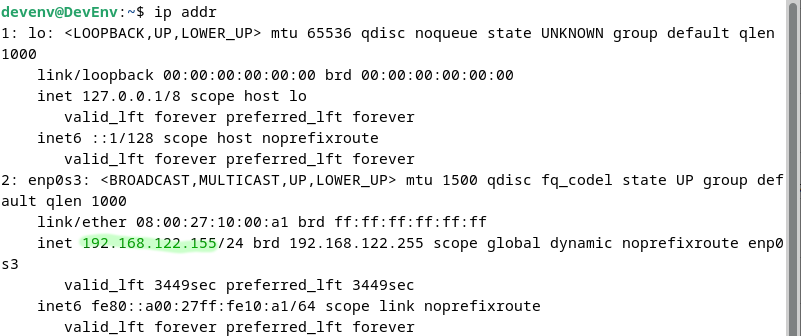 devenv@DevEnv:~$ ip addr
1: lo: <LOOPBACK,UP,LOWER_UP> mtu 65536 qdisc noqueue state UNKNOWN group default qlen
1000
    link/loopback 00:00:00:00:00:00 brd 00:00:00:00:00:00
    inet 127.0.0.1/8 scope host lo
       valid_lft forever preferred_lft forever
    inet6 ::1/128 scope host noprefixroute
       valid_lft forever preferred_lft forever
2: enp0s3: <BROADCAST,MULTICAST,UP,LOWER_UP> mtu 1500 qdisc fq_codel state UP group def
ault qlen 1000
    link/ether 08:00:27:10:00:a1 brd ff:ff:ff:ff:ff:ff
    inet 192.168.122.155/24 brd 192.168.122.255 scope global dynamic noprefixroute enp0
s3
       valid_lft 3449sec preferred_lft 3449sec
    inet6 fe80::a00:27ff:fe10:a1/64 scope link noprefixroute
       valid_lft forever preferred_lft forever